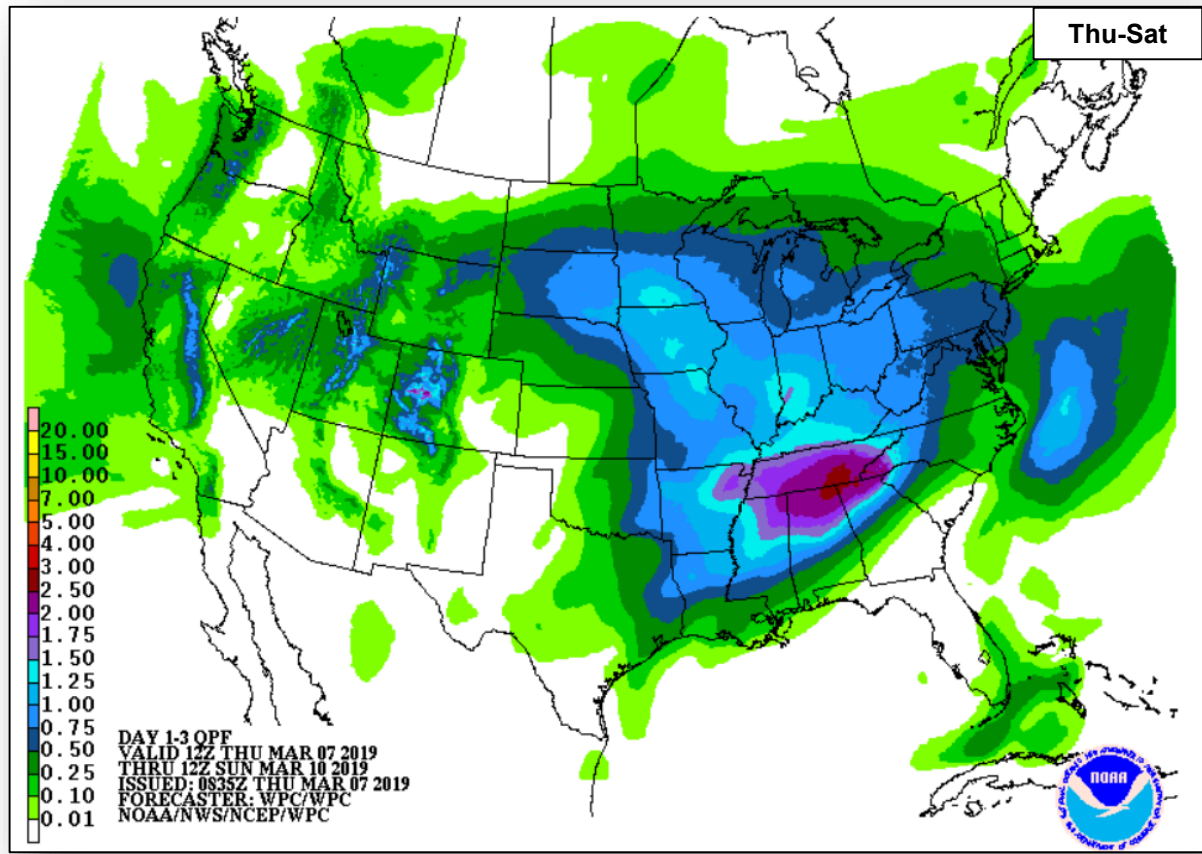 Thu-Sat
20.00
15.00
10.00
7.00
5.00
4.00
3.00
2.50
2.00
1.75
1.50
1.25
1.00
0.75
0.50
0.25
0.10
0.01
DAY 1-3 QPF
VALID 12Z THU MAR 07 2019
THRU 12Z SUN MAR 10 2019
ISSUED: 0835Z THU MAR 07 2019
FORECASTER: WPC/WPC
NOAA/NWS/NCEP/WPC
NOAA